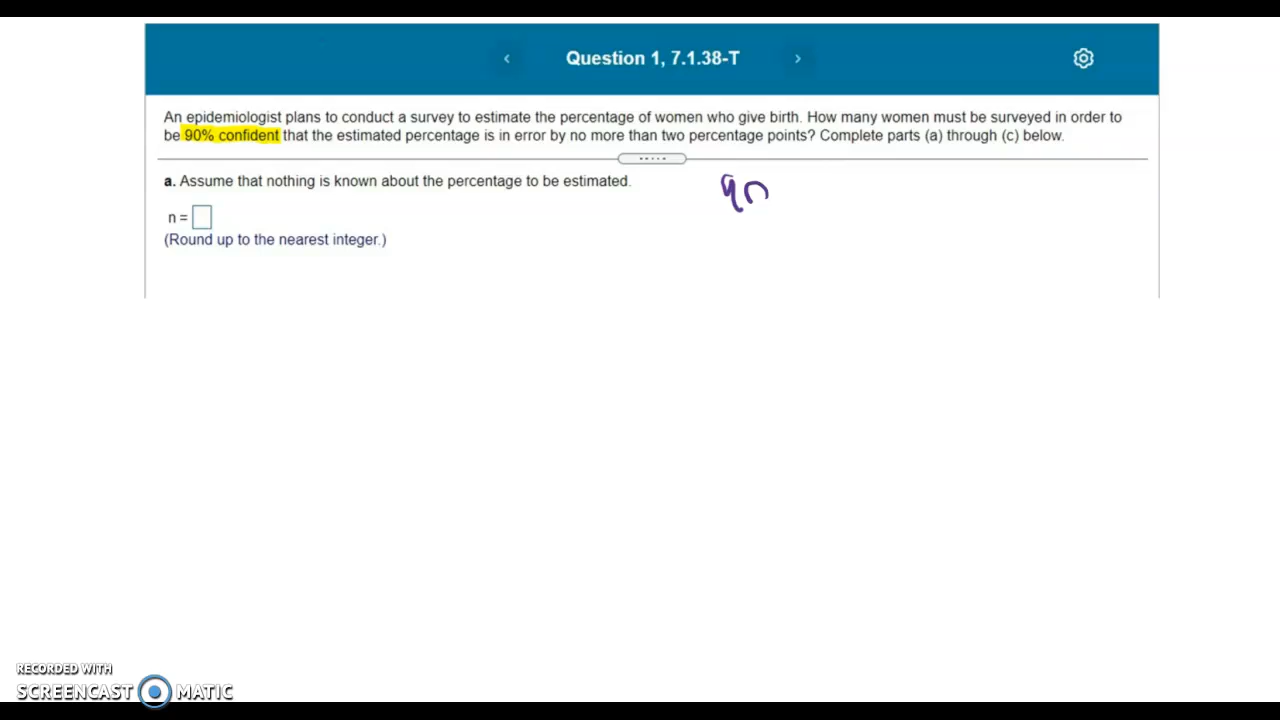 Question 1, 7.1.38-T
An epidemiologist plans to conduct a survey to estimate the percentage of women who give birth. How many women must be surveyed in order to
be 90% confident that the estimated percentage is in error by no more than two percentage points? Complete parts (a) through (c) below.
a. Assume that nothing is known about the percentage to be estimated.
n =
(Round up to the nearest integer.)
RECORDED WITH
SCREENCAST MATIC